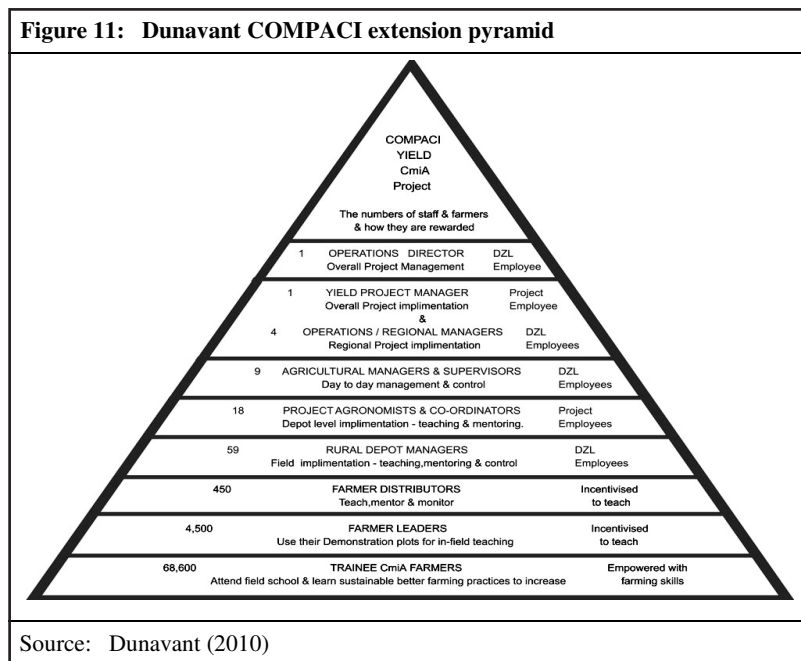 Figure 11: Dunavant COMPACI extension pyramid
COMPACI
YIELD
CmiA
Project
The numbers of staff & farmers
& how they are rewarded
1 OPERATIONS DIRECTOR DZL
Overall Project Management Employee
1 YIELD PROJECT MANAGER Project
Overall Project implimentation Employee
&
4 OPERATIONS / REGIONAL MANAGERS DZL
Regional Project implimentation Employees
9 AGRICULTURAL MANAGERS & SUPERVISORS DZL
Day to day management & control Employees
18 PROJECT AGRONOMISTS & CO-ORDINATORS Project
Depot level implimentation - teaching & mentoring. Employees
59 RURAL DEPOT MANAGERS DZL
Field implimentation - teaching,mentoring & control Employees
450 FARMER DISTRIBUTORS Incentivised
Teach,mentor & monitor to teach
4,500 FARMER LEADERS Incentivised
Use their Demonstration plots for in-field teaching to teach
68,600 TRAINEE CmiA FARMERS Empowered with
Attend field school & learn sustainable better farming practices to increase farming skills
Source: Dunavant (2010)